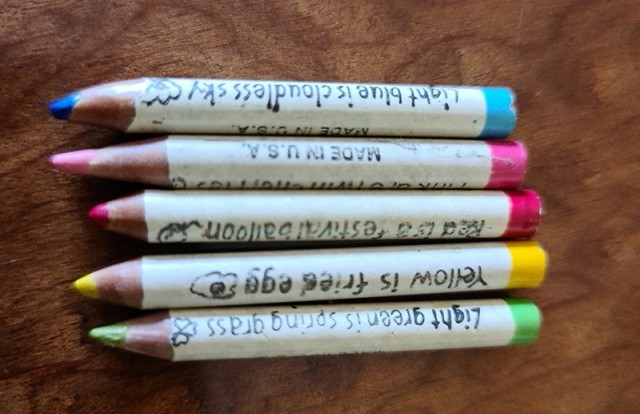 Light blue is cloudless sky
MADE IN U.S.A.
MADE IN U.S.A.
Pink
Red is a festival balloon
Yellow is fried egg
Light green is spring grass